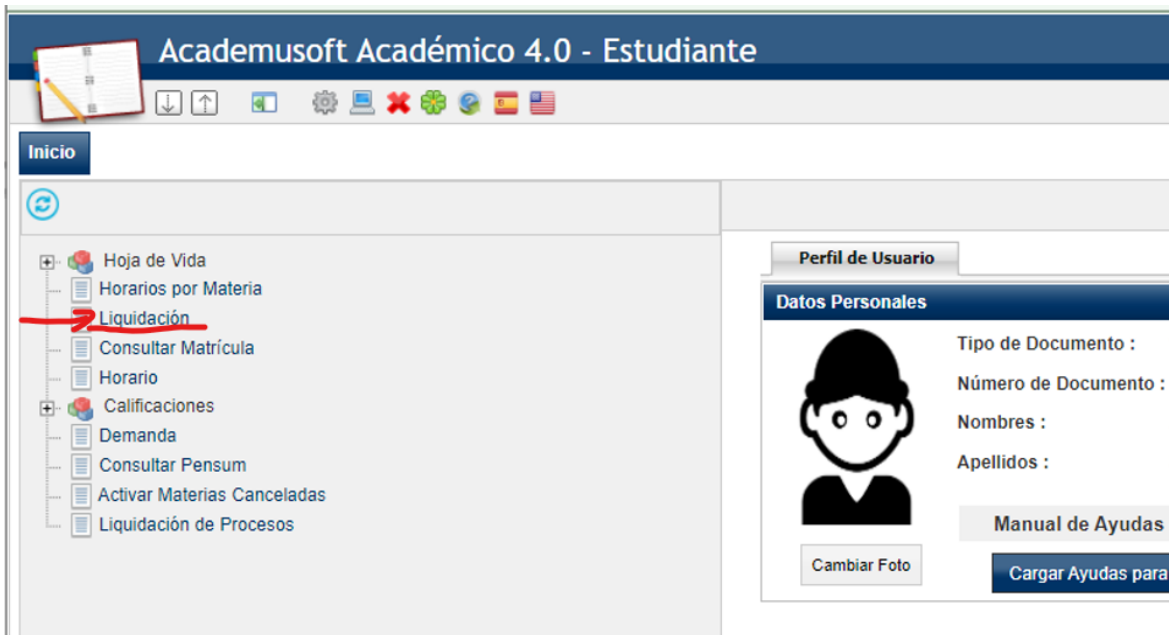 Academusoft Académico 4.0 - Estudiante
Inicio
Hoja de Vida
Horarios por Materia
Liquidación
Consultar Matrícula
Horario
Calificaciones
Demanda
Consultar Pensum
Activar Materias Canceladas
Liquidación de Procesos
Perfil de Usuario
Datos Personales
Tipo de Documento :
Número de Documento :
Nombres :
Apellidos :
Manual de Ayudas
Cambiar Foto
Cargar Ayudas para